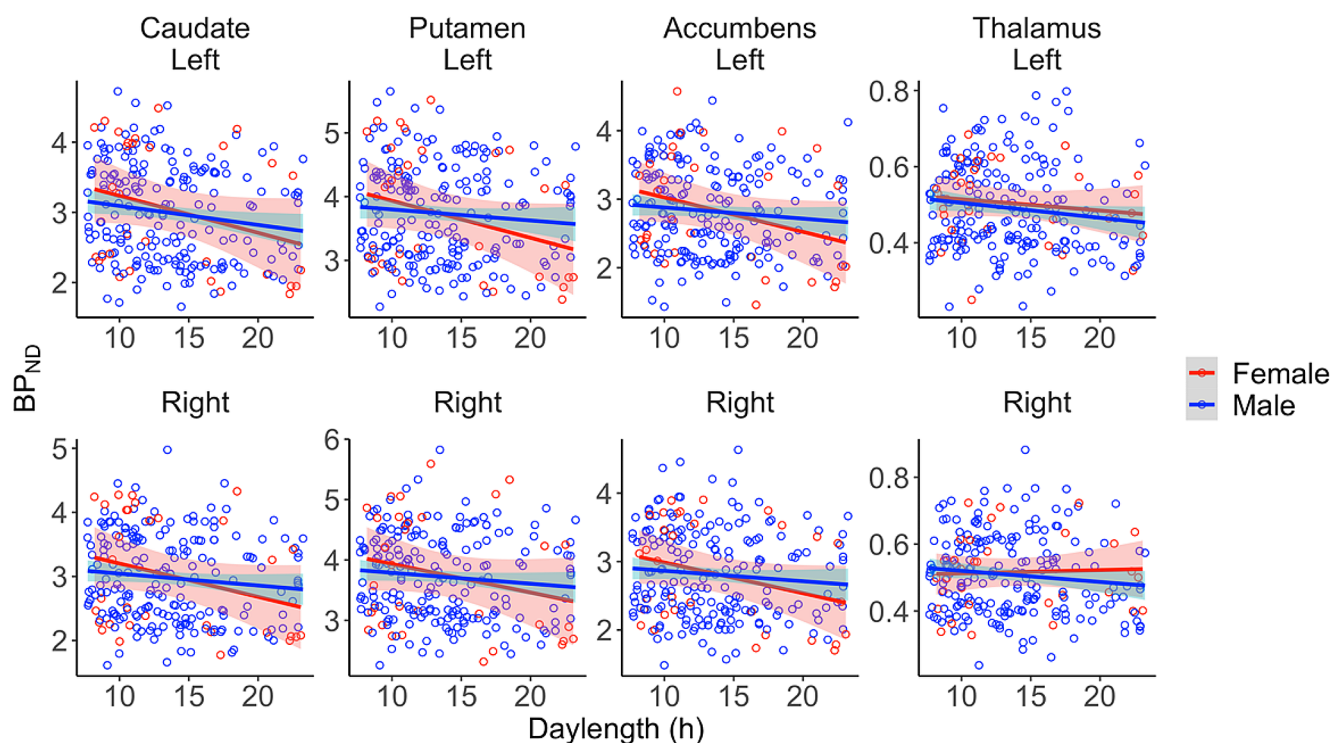 Caudate Putamen Accumbens Thalamus
Left Left Left Left
4 3 2
5 4 3
4 3 2
0.8 0.6 0.4
10 15 20 10 15 20 10 15 20 10 15 20
BP_ND
Right Right Right Right
5 4 3 2
6 5 4 3
4 3 2
0.8 0.6 0.4
10 15 20 10 15 20 10 15 20 10 15 20
Daylength (h)
Female
Male